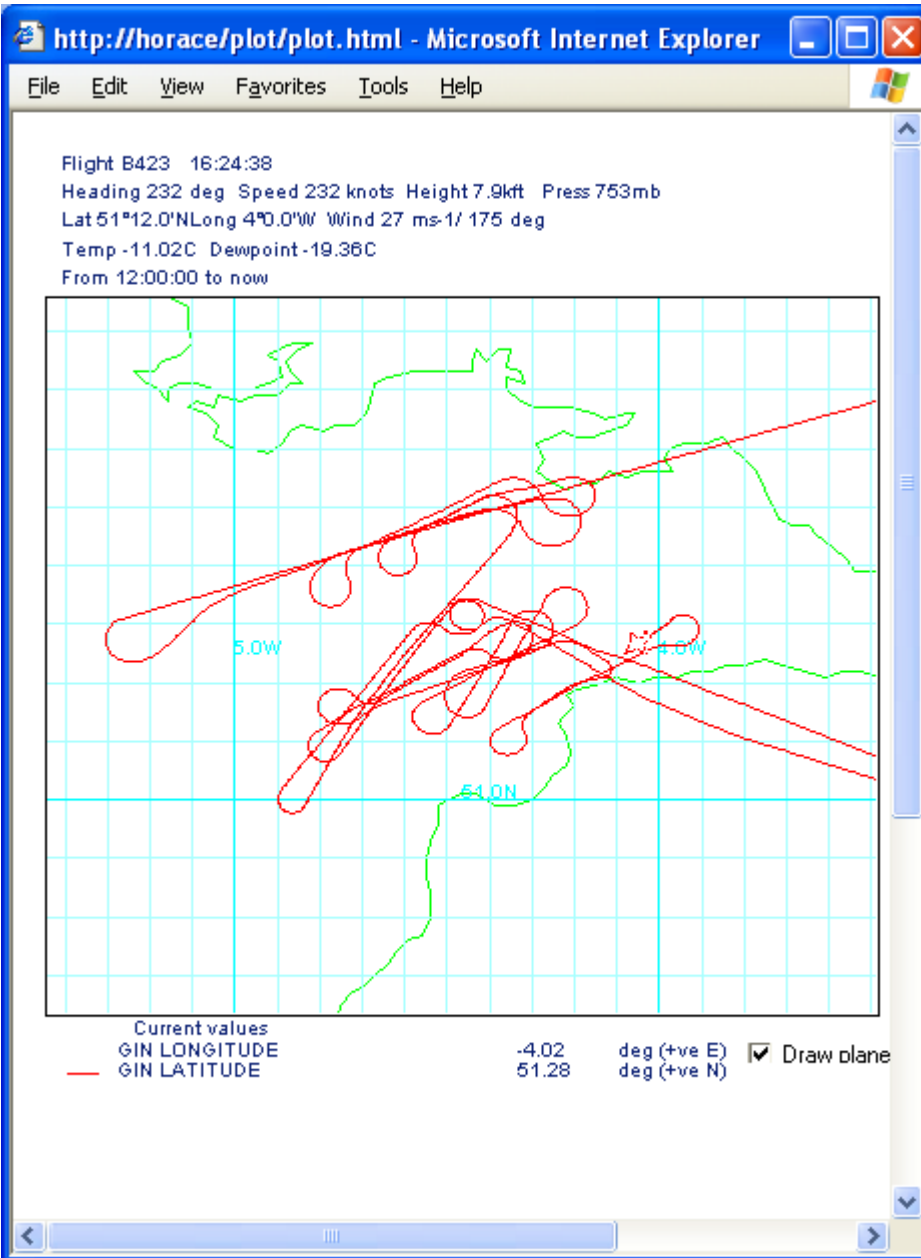 http://horace/plot/plot.html - Microsoft Internet Explorer
File Edit View Favorites Tools Help
Flight B423 16:24:38
Heading 232 deg Speed 232 knots Height 7.9kft Press 753mb
Lat 51°12.0'NLong 4°0.0'W Wind 27 ms-1/ 175 deg
Temp -11.02C Dewpoint -19.36C
From 12:00:00 to now
5.0W 4.0W
51.0N
Current values
GIN LONGITUDE -4.02 deg (+ve E) Draw plane
GIN LATITUDE 51.28 deg (+ve N)